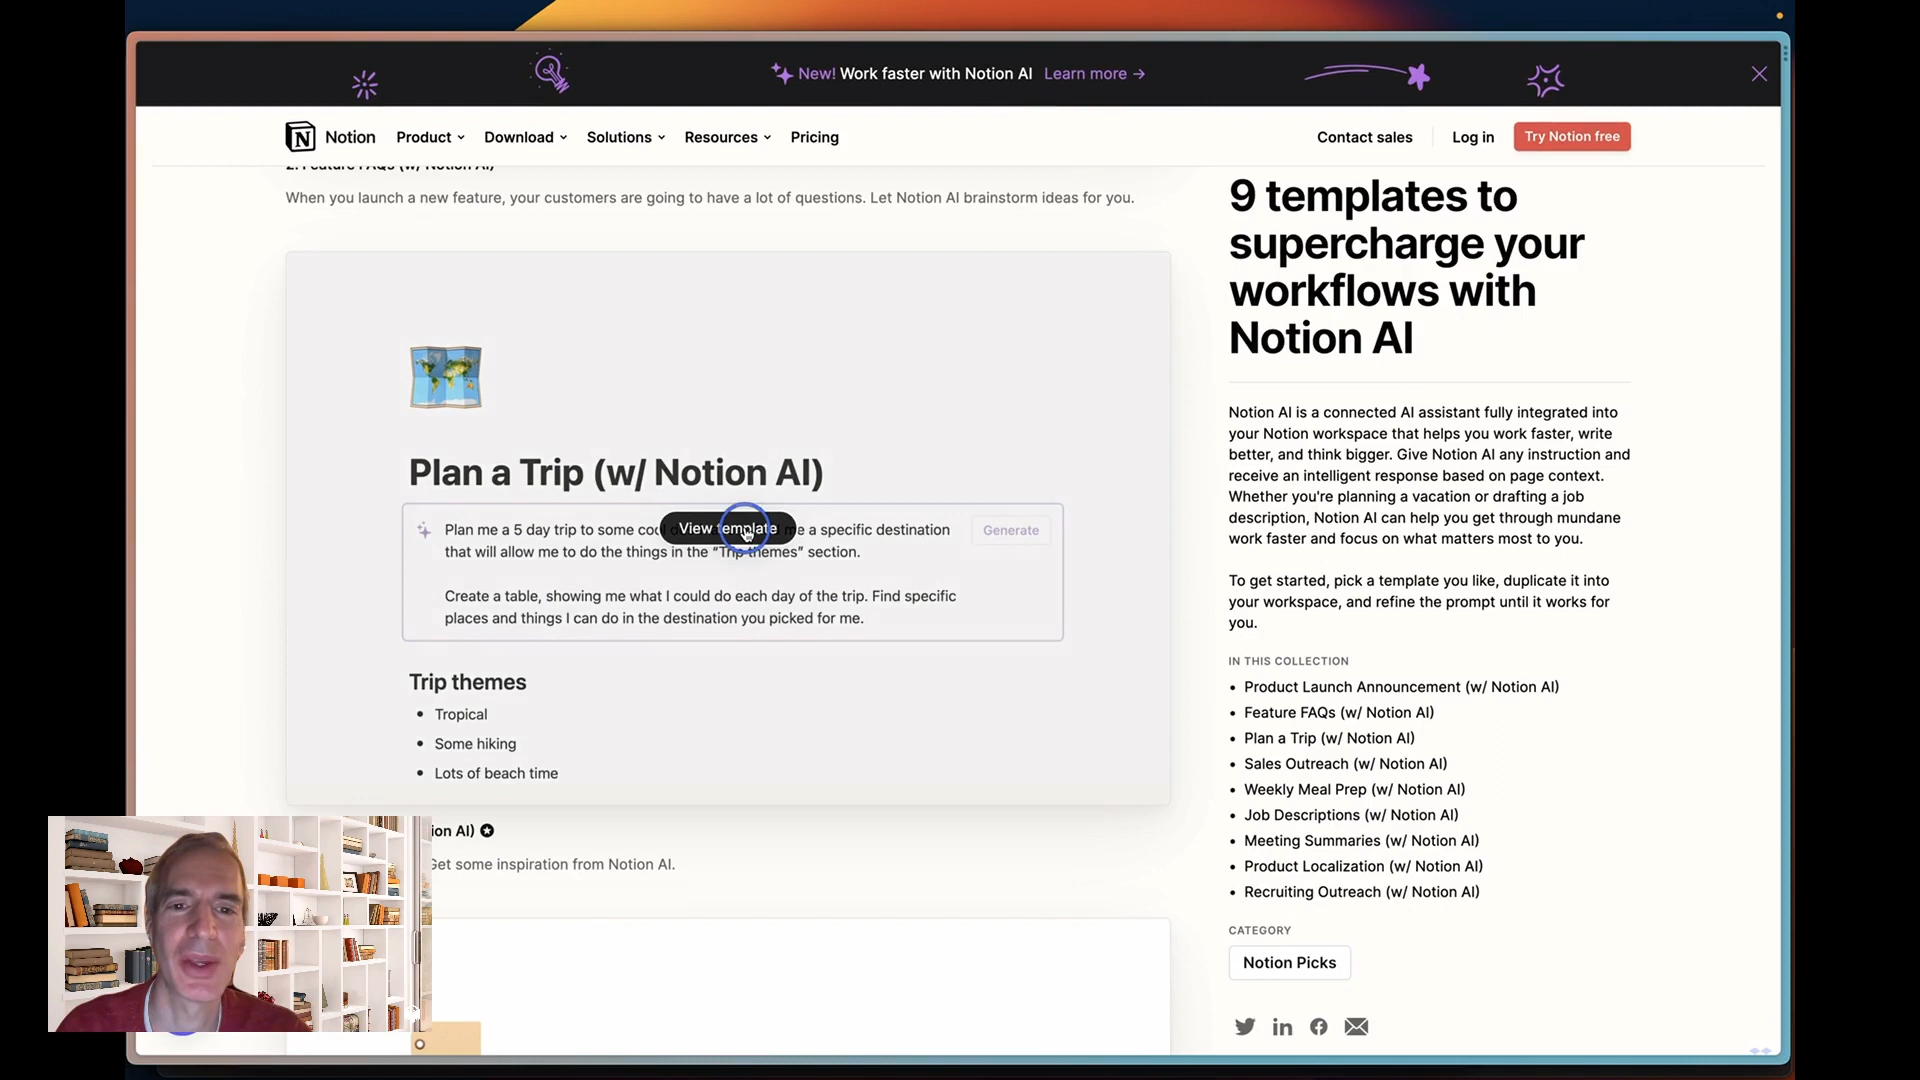 New! Work faster with Notion AI Learn more →
Notion Product Download Solutions Resources Pricing Contact sales Log in Try Notion free
2. Feature FAQs (w/ Notion AI)
When you launch a new feature, your customers are going to have a lot of questions. Let Notion AI brainstorm ideas for you.
Plan a Trip (w/ Notion AI)
Plan me a 5 day trip to some cool me a specific destination
that will allow me to do the things in the “Trip themes” section.
View template
Generate
Create a table, showing me what I could do each day of the trip. Find specific
places and things I can do in the destination you picked for me.
Trip themes
• Tropical
• Some hiking
• Lots of beach time
ion AI)
Get some inspiration from Notion AI.
9 templates to
supercharge your
workflows with
Notion AI
Notion AI is a connected AI assistant fully integrated into
your Notion workspace that helps you work faster, write
better, and think bigger. Give Notion AI any instruction and
receive an intelligent response based on page context.
Whether you're planning a vacation or drafting a job
description, Notion AI can help you get through mundane
work faster and focus on what matters most to you.
To get started, pick a template you like, duplicate it into
your workspace, and refine the prompt until it works for
you.
IN THIS COLLECTION
• Product Launch Announcement (w/ Notion AI)
• Feature FAQs (w/ Notion AI)
• Plan a Trip (w/ Notion AI)
• Sales Outreach (w/ Notion AI)
• Weekly Meal Prep (w/ Notion AI)
• Job Descriptions (w/ Notion AI)
• Meeting Summaries (w/ Notion AI)
• Product Localization (w/ Notion AI)
• Recruiting Outreach (w/ Notion AI)
CATEGORY
Notion Picks